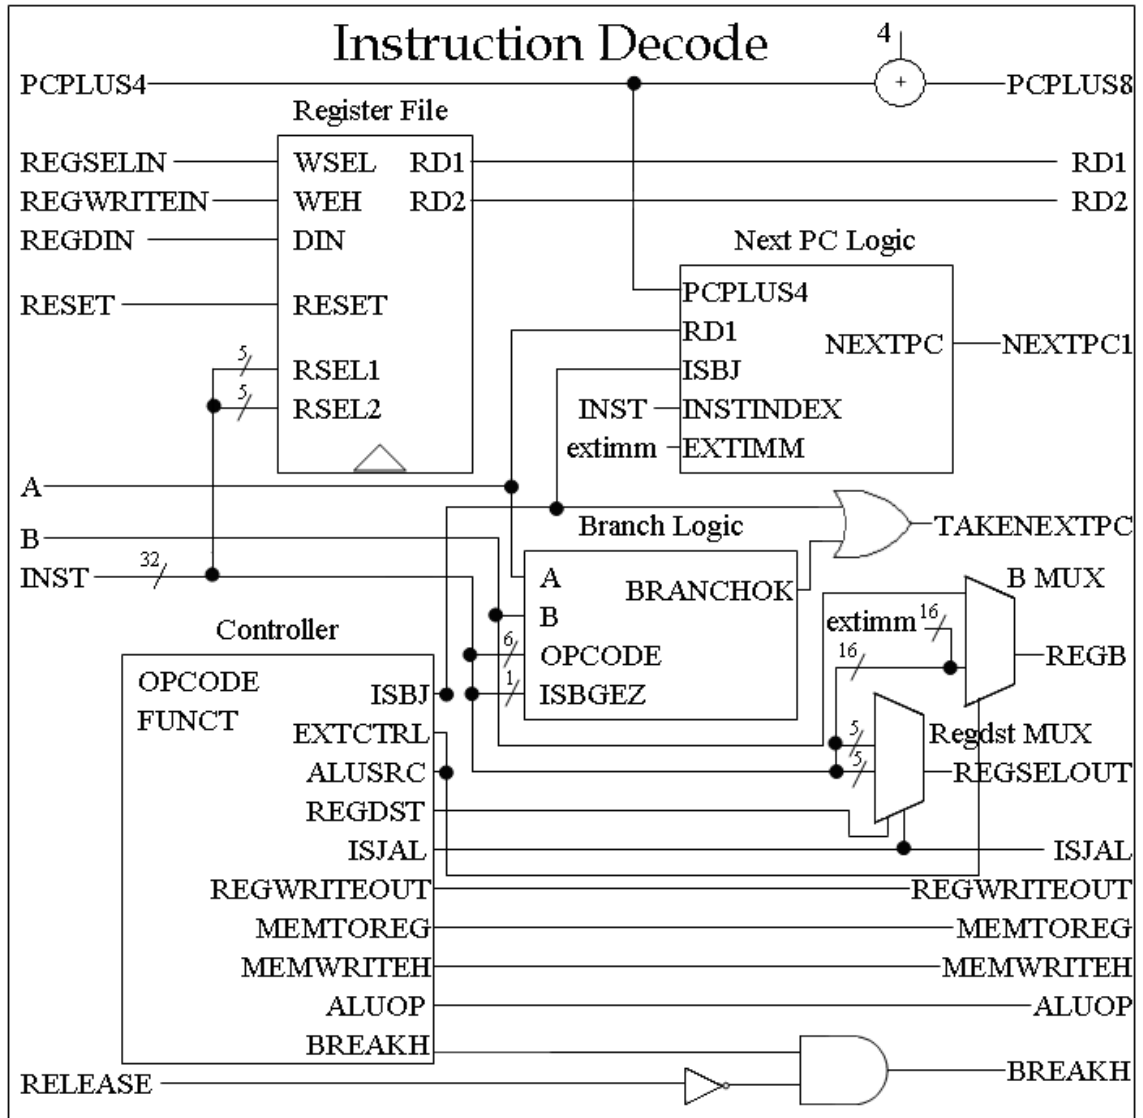 Instruction Decode
4
PCPLUS4
+
PCPLUS8
Register File
REGSELIN
WSEL
RD1
RD1
REGWRITEIN
WEH
RD2
RD2
REGDIN
DIN
Next PC Logic
RESET
RESET
PCPLUS4
RD1
NEXTPC
NEXTPC1
5
RSEL1
ISBJ
5
RSEL2
INST
INSTINDEX
extimm
EXTIMM
A
Branch Logic
TAKENEXTPC
B
32
INST
A
BRANCHOK
B MUX
B
extimm
16
Controller
6
OPCODE
16
REGB
OPCODE
ISBJ
1
ISBGEZ
FUNCT
EXTCTRL
5
Regdst MUX
ALUSRC
5
REGSELOUT
REGDST
ISJAL
ISJAL
REGWRITEOUT
REGWRITEOUT
MEMTOREG
MEMTOREG
MEMWRITEH
MEMWRITEH
ALUOP
ALUOP
BREAKH
BREAKH
RELEASE